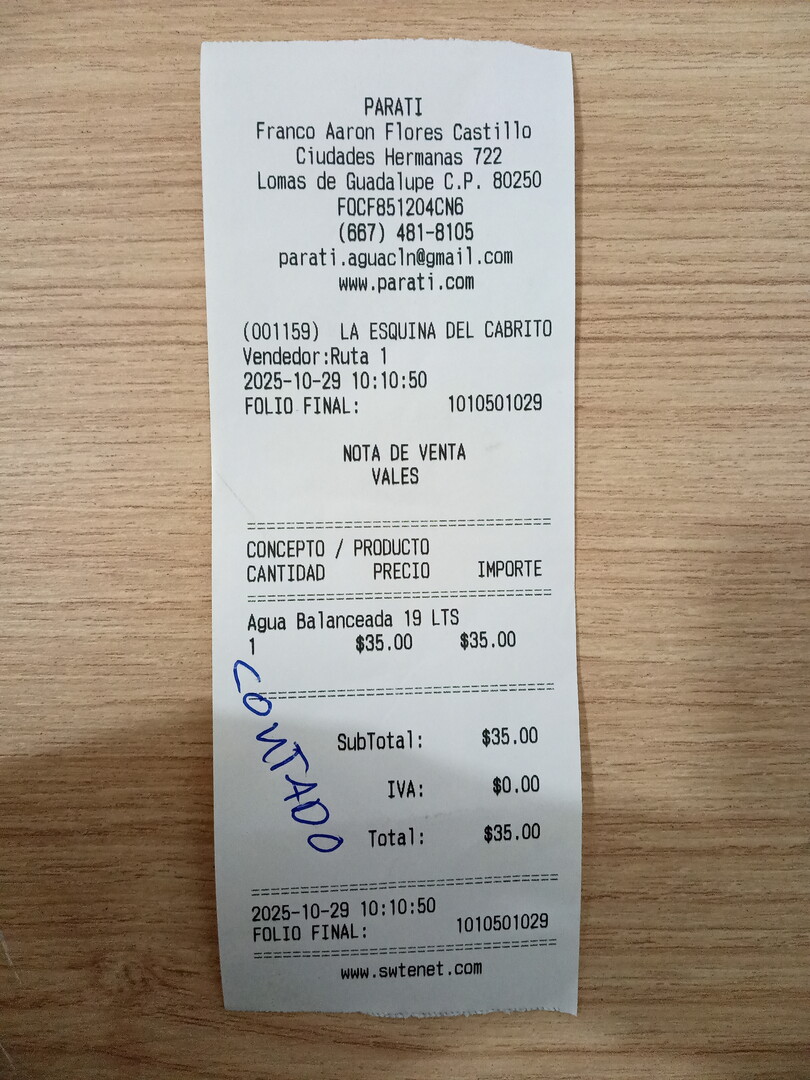 PARATI
Franco Aaron Flores Castillo
Ciudades Hermanas 722
Lomas de Guadalupe C.P. 80250
FOCF851204CN6
(667) 481-8105
parati.aguacln@gmail.com
www.parati.com
(001159) LA ESQUINA DEL CABRITO
Vendedor:Ruta 1
2025-10-29 10:10:50
FOLIO FINAL: 1010501029
NOTA DE VENTA
VALES
================================
CONCEPTO / PRODUCTO
CANTIDAD PRECIO IMPORTE
================================
Agua Balanceada 19 LTS
1 $35.00 $35.00
================================
CONTADO
SubTotal: $35.00
IVA: $0.00
Total: $35.00
================================
2025-10-29 10:10:50
FOLIO FINAL: 1010501029
================================
www.swtenet.com